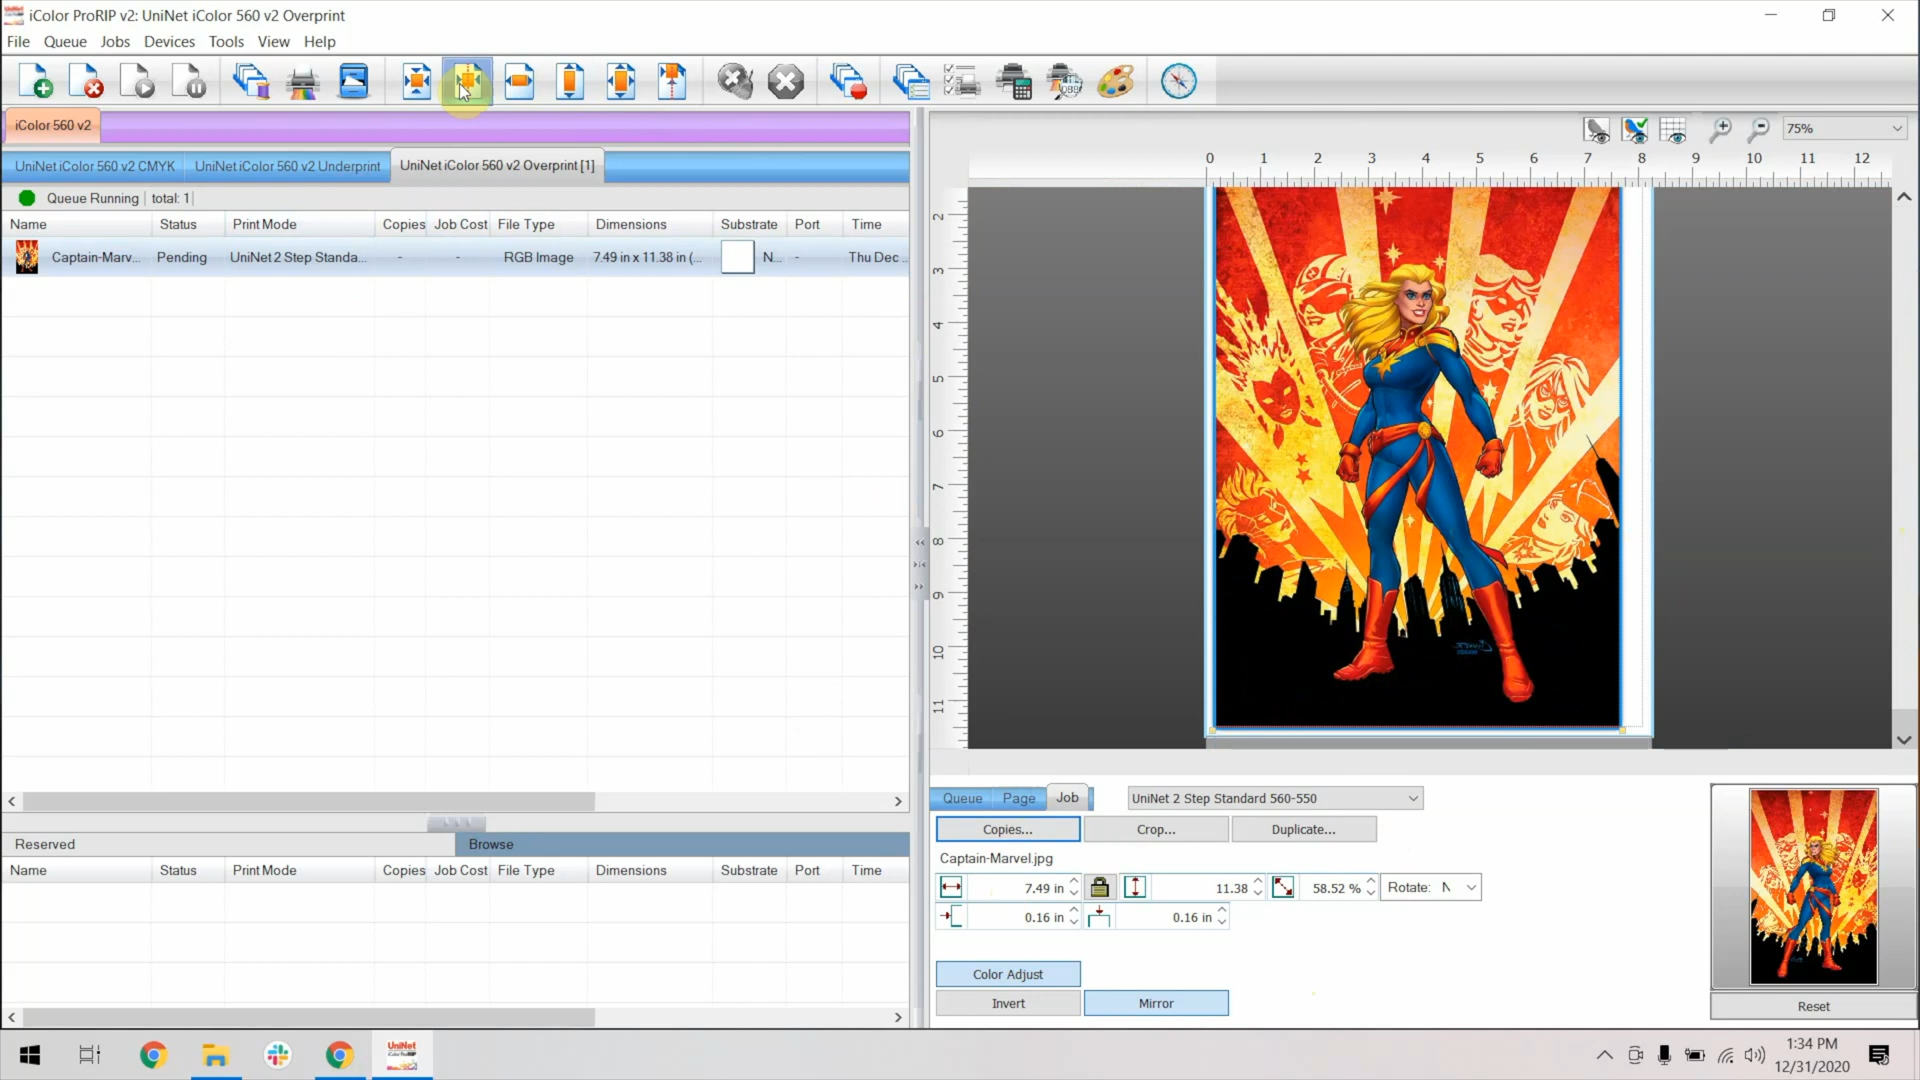 iColor ProRIP v2: UniNet iColor 560 v2 Overprint
File Queue Jobs Devices Tools View Help
iColor 560 v2
UniNet iColor 560 v2 CMYK UniNet iColor 560 v2 Underprint UniNet iColor 560 v2 Overprint [1]
Queue Running total: 1
Name Status Print Mode Copies Job Cost File Type Dimensions Substrate Port Time
Captain-Marv... Pending UniNet 2 Step Standa... - - RGB Image 7.49 in x 11.38 in (... N... - Thu Dec ...
75%
0 1 2 3 4 5 6 7 8 9 10 11 12
2
3
4
5
6
7
8
9
10
11
Queue Page Job UniNet 2 Step Standard 560-550
Copies... Crop... Duplicate...
Captain-Marvel.jpg
7.49 in 11.38 58.52 % Rotate: N
0.16 in 0.16 in
Color Adjust
Invert Mirror
Reset
Reserved Browse
Name Status Print Mode Copies Job Cost File Type Dimensions Substrate Port Time
UniNet
1:34 PM
12/31/2020